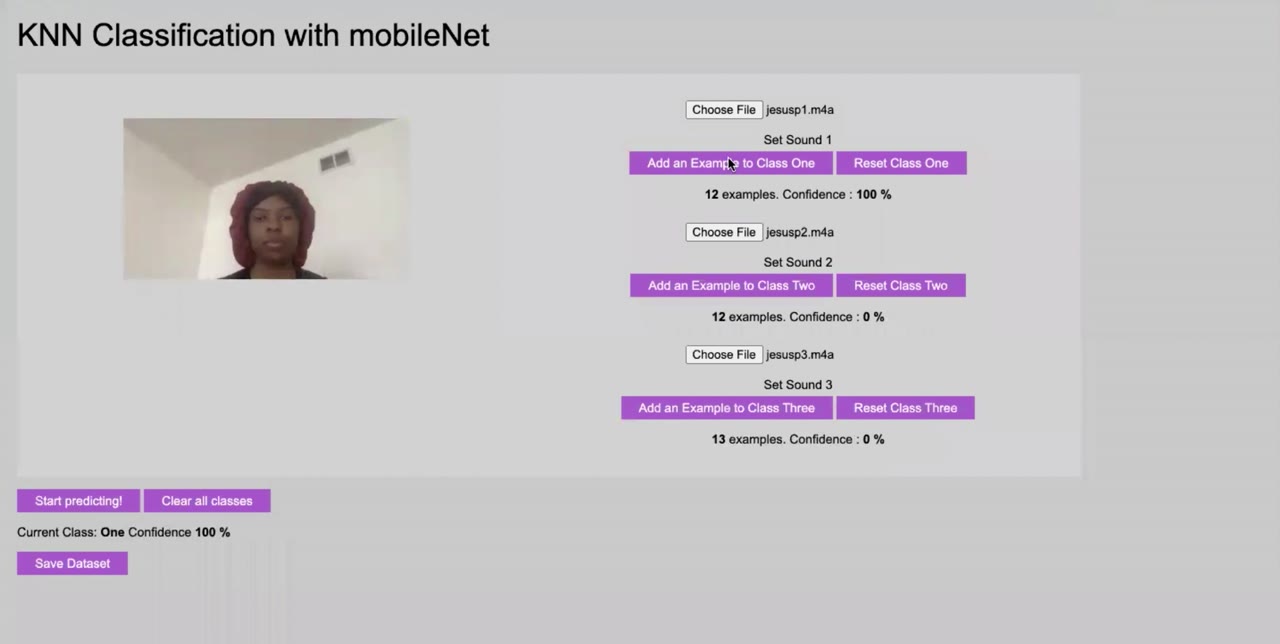 KNN Classification with mobileNet
Choose File jesusp1.m4a
Set Sound 1
Add an Example to Class One Reset Class One
12 examples. Confidence : 100 %
Choose File jesusp2.m4a
Set Sound 2
Add an Example to Class Two Reset Class Two
12 examples. Confidence : 0 %
Choose File jesusp3.m4a
Set Sound 3
Add an Example to Class Three Reset Class Three
13 examples. Confidence : 0 %
Start predicting! Clear all classes
Current Class: One Confidence 100 %
Save Dataset